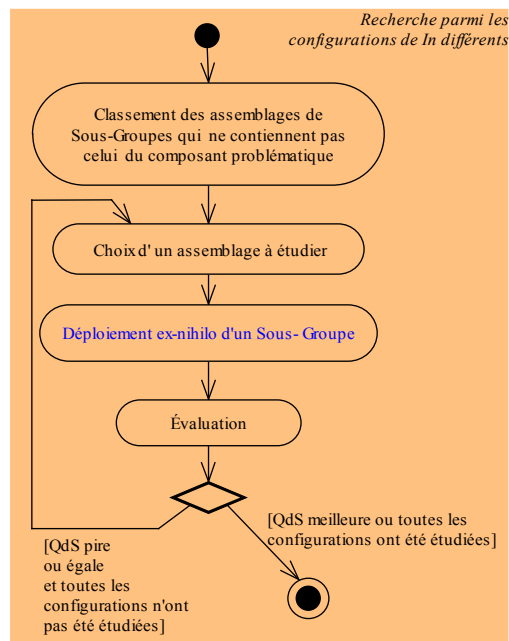 Recherche parmi les
configurations de In différents
Classement des assemblages de
Sous-Groupes qui ne contiennent pas
celui du composant problématique
Choix d'un assemblage à étudier
Déploiement ex-nihilo d'un Sous-Groupe
Évaluation
[QdS meilleure ou toutes les
configurations ont été étudiées]
[QdS pire
ou égale
et toutes les
configurations n'ont
pas été étudiées]